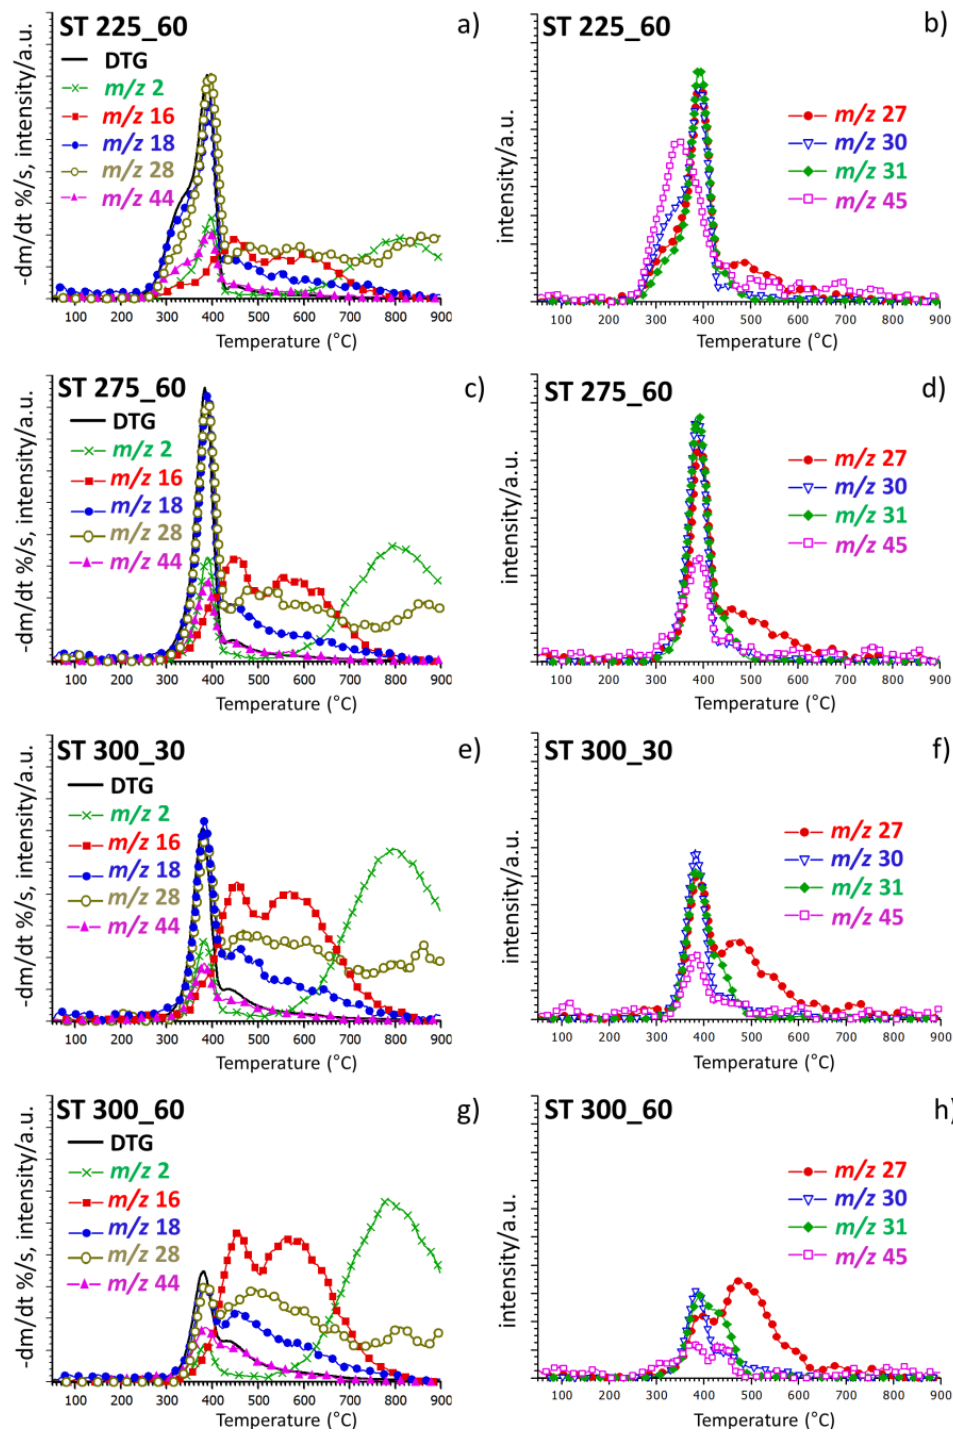 ST 225_60
a)
DTG
m/z 2
m/z 16
m/z 18
m/z 28
m/z 44
-dm/dt %/s, intensity/a.u.
100 200 300 400 500 600 700 800 900
Temperature (°C)
ST 225_60
b)
m/z 27
m/z 30
m/z 31
m/z 45
intensity/a.u.
100 200 300 400 500 600 700 800 900
Temperature (°C)
ST 275_60
c)
DTG
m/z 2
m/z 16
m/z 18
m/z 28
m/z 44
-dm/dt %/s, intensity/a.u.
100 200 300 400 500 600 700 800 900
Temperature (°C)
ST 275_60
d)
m/z 27
m/z 30
m/z 31
m/z 45
intensity/a.u.
100 200 300 400 500 600 700 800 900
Temperature (°C)
ST 300_30
e)
DTG
m/z 2
m/z 16
m/z 18
m/z 28
m/z 44
-dm/dt %/s, intensity/a.u.
100 200 300 400 500 600 700 800 900
Temperature (°C)
ST 300_30
f)
m/z 27
m/z 30
m/z 31
m/z 45
intensity/a.u.
100 200 300 400 500 600 700 800 900
Temperature (°C)
ST 300_60
g)
DTG
m/z 2
m/z 16
m/z 18
m/z 28
m/z 44
-dm/dt %/s, intensity/a.u.
100 200 300 400 500 600 700 800 900
Temperature (°C)
ST 300_60
h)
m/z 27
m/z 30
m/z 31
m/z 45
intensity/a.u.
100 200 300 400 500 600 700 800 900
Temperature (°C)